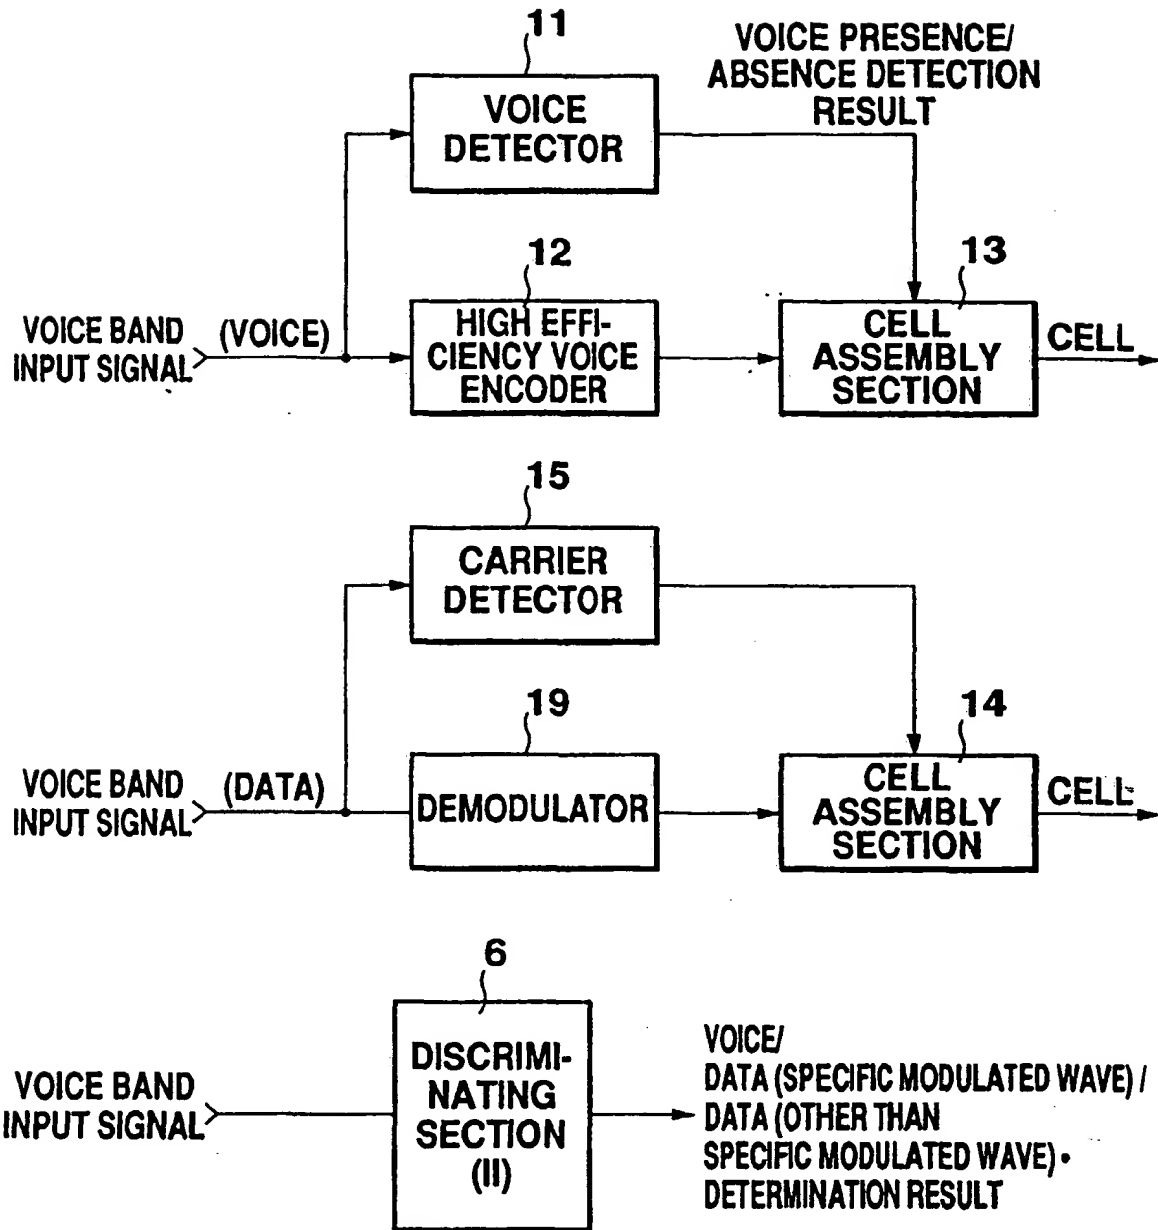 11
VOICE PRESENCE/
ABSENCE DETECTION
RESULT
VOICE
DETECTOR
12
13
VOICE BAND
INPUT SIGNAL
(VOICE)
HIGH EFFI-
CIENCY VOICE
ENCODER
CELL
ASSEMBLY
SECTION
CELL
15
CARRIER
DETECTOR
19
14
VOICE BAND
INPUT SIGNAL
(DATA)
DEMODULATOR
CELL
ASSEMBLY
SECTION
CELL
6
VOICE BAND
INPUT SIGNAL
DISCRIMI-
NATING
SECTION
(II)
VOICE/
DATA (SPECIFIC MODULATED WAVE) /
DATA (OTHER THAN
SPECIFIC MODULATED WAVE) •
DETERMINATION RESULT